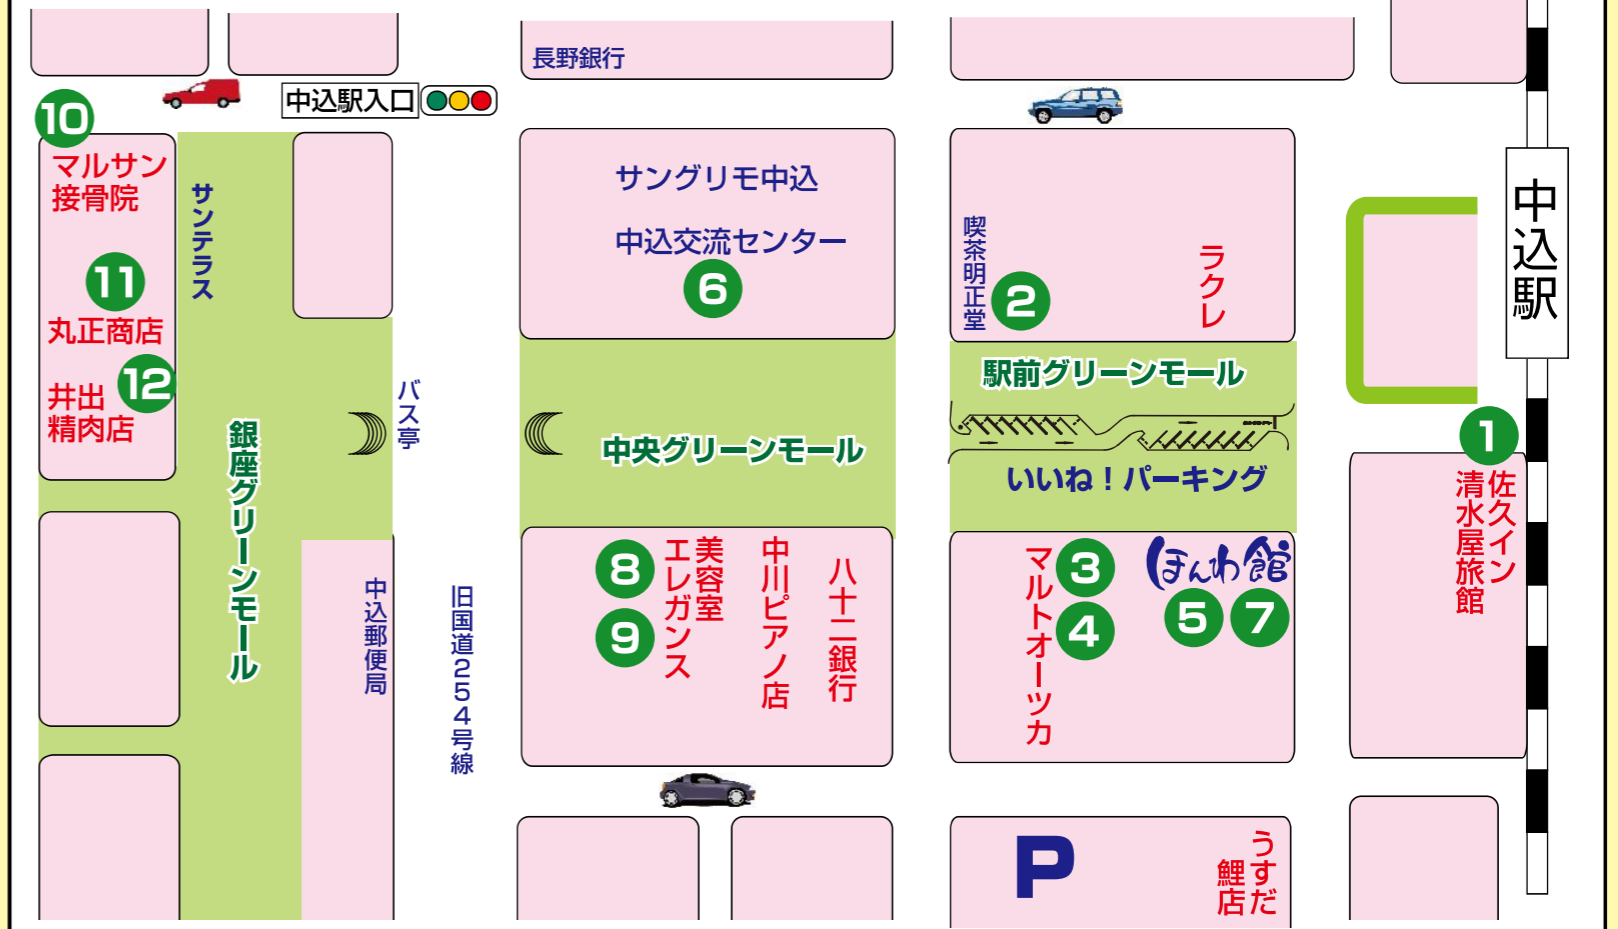 長野銀行
中込駅入口
10
マルサン
接骨院
サンテラス
11
丸正商店
12
井出
精肉店
銀座グリーンモール
バス亭
中込郵便局
旧国道254号線
サングリモ中込
中込交流センター
6
中央グリーンモール
8
9
美容室
エレガンス
中川ピアノ店
八十二銀行
喫茶明正堂
2
ラクレ
駅前グリーンモール
いいね!パーキング
マルトオーツカ
3
4
ほんわ館
5
7
P
うすだ
鯉店
中込駅
1
佐久イン
清水屋旅館